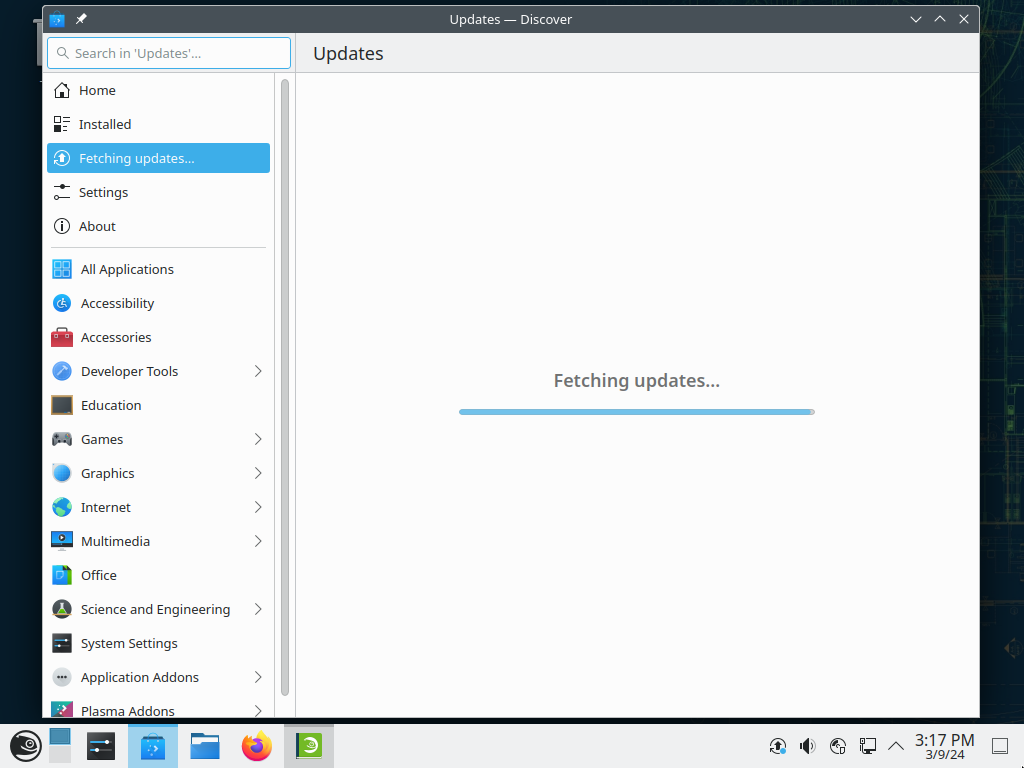 Updates — Discover
Search in 'Updates'...
Updates
Home
Installed
Fetching updates...
Settings
About
All Applications
Accessibility
Accessories
Developer Tools
Education
Games
Graphics
Internet
Multimedia
Office
Science and Engineering
System Settings
Application Addons
Plasma Addons
Fetching updates...
3:17 PM
3/9/24